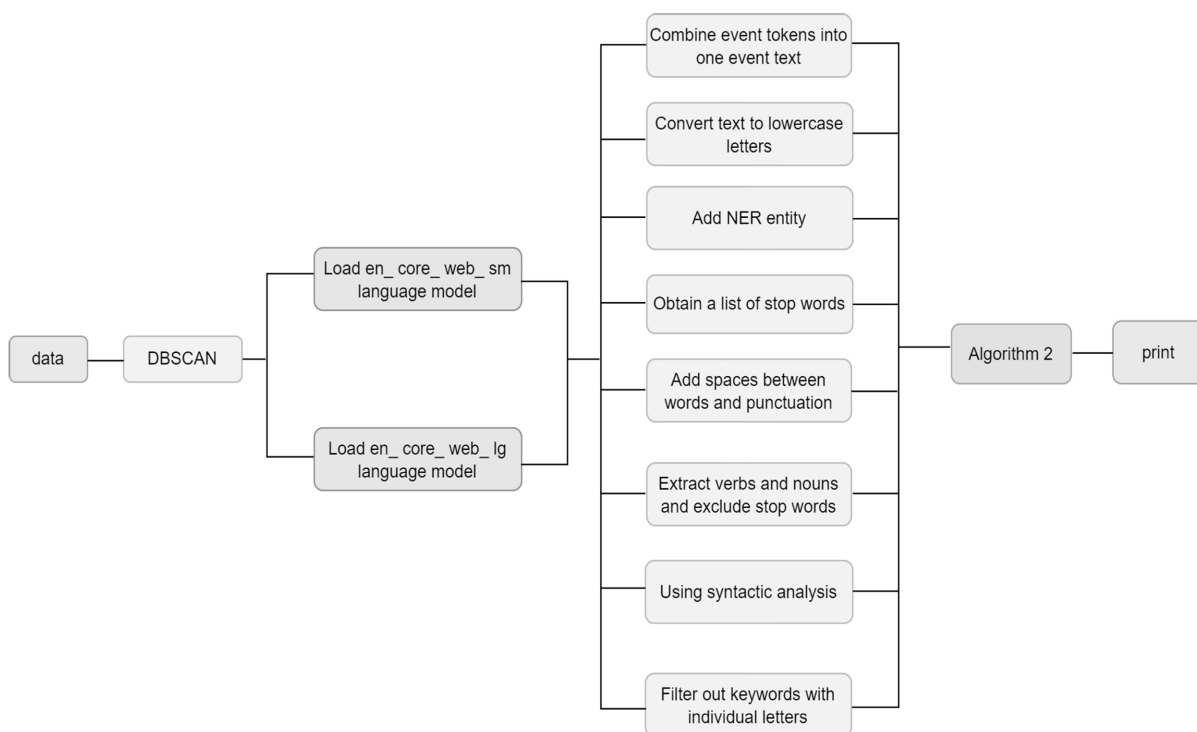 data
DBSCAN
Load en_ core_ web_ sm
language model
Load en_ core_ web_ lg
language model
Combine event tokens into
one event text
Convert text to lowercase
letters
Add NER entity
Obtain a list of stop words
Add spaces between
words and punctuation
Extract verbs and nouns
and exclude stop words
Using syntactic analysis
Filter out keywords with
individual letters
Algorithm 2
print